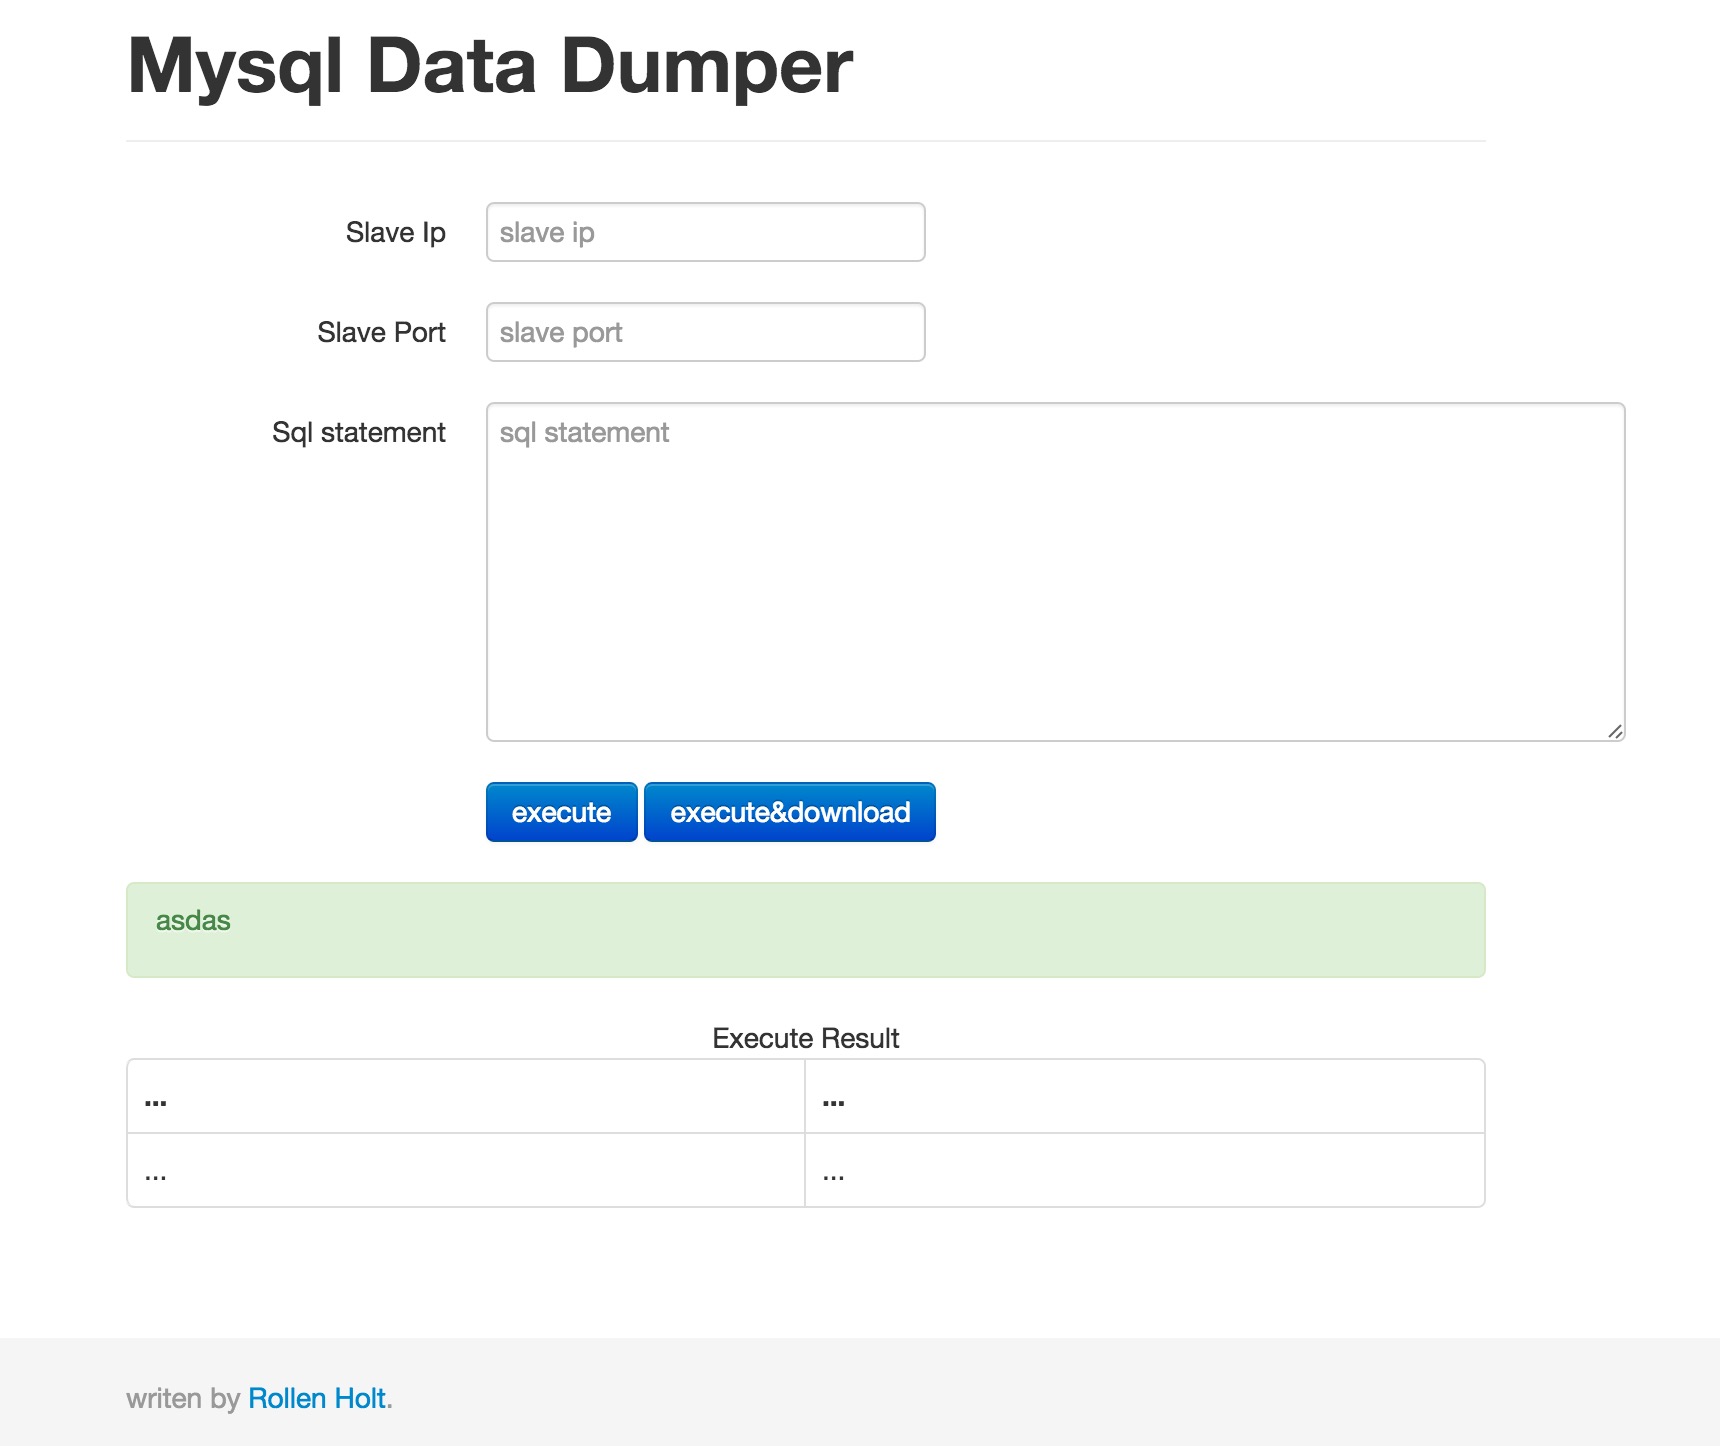 Mysql Data Dumper
Slave Ip slave ip
Slave Port slave port
Sql statement sql statement
execute execute&download
asdas
Execute Result
... ...
... ...
writen by Rollen Holt.